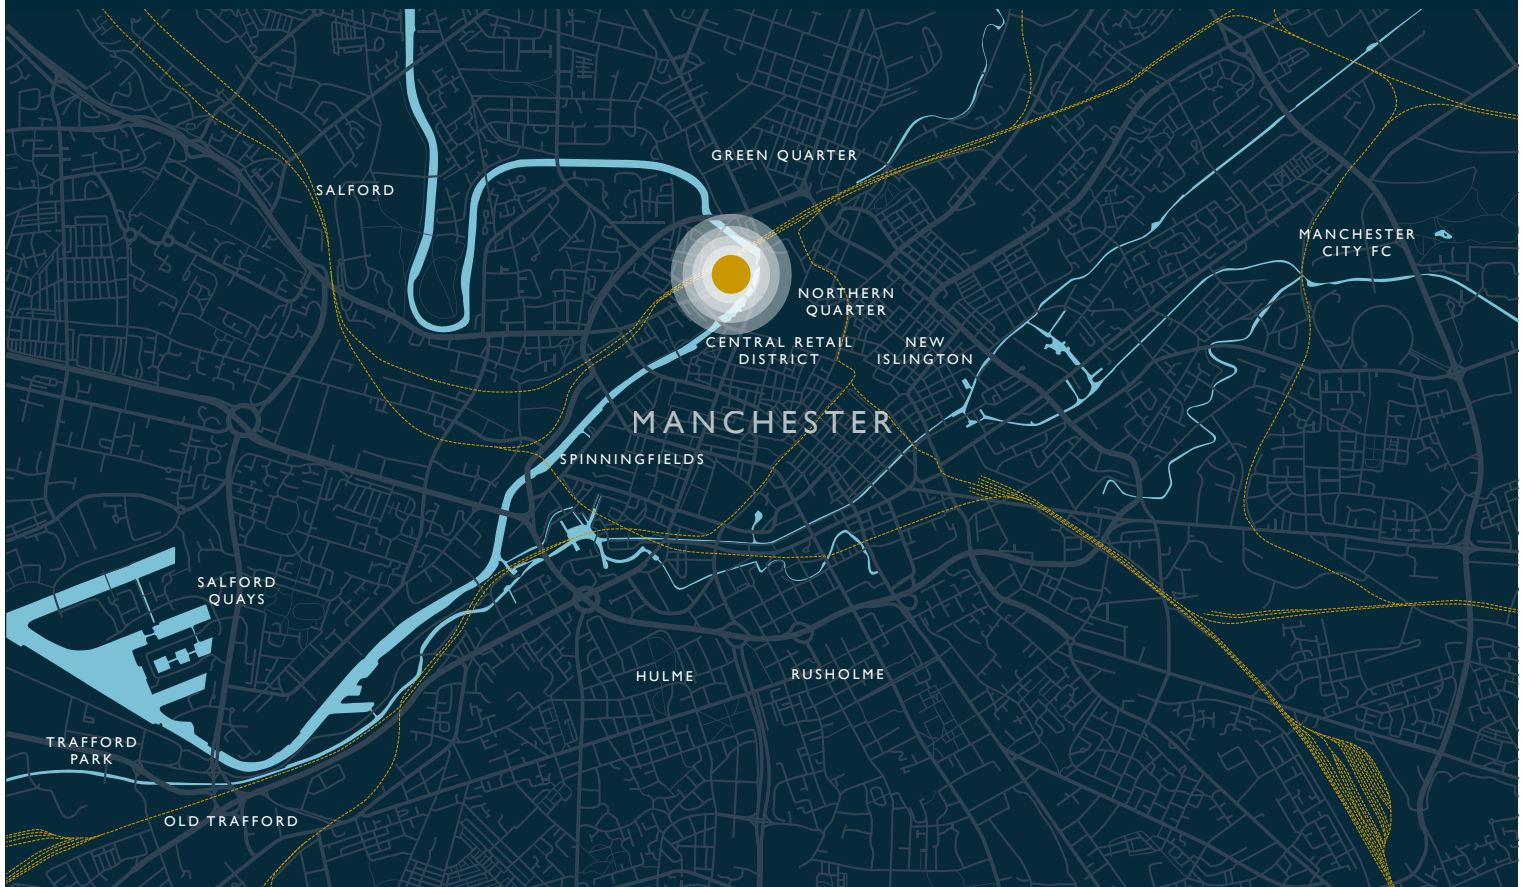 GREEN QUARTER
SALFORD
MANCHESTER
CITY FC
NORTHERN
QUARTER
CENTRAL RETAIL
DISTRICT
NEW
ISLINGTON
MANCHESTER
SPINNINGFIELDS
SALFORD
QUAYS
HULME
RUSHOLME
TRAFFORD
PARK
OLD TRAFFORD